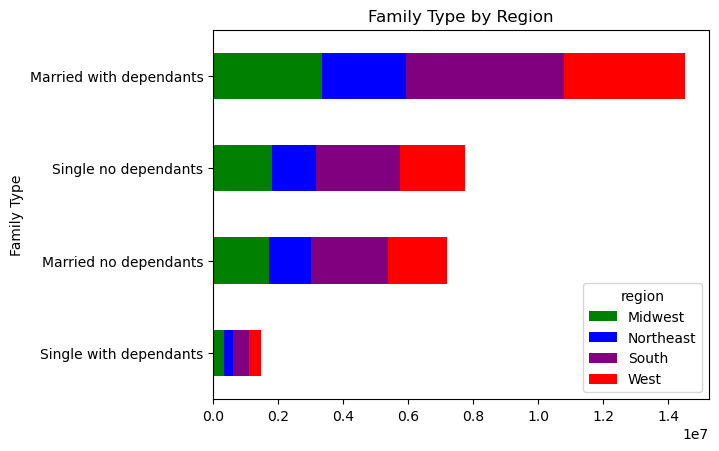 Family Type by Region
Family Type
Married with dependants
Single no dependants
Married no dependants
Single with dependants
region
Midwest
Northeast
South
West
0.0 0.2 0.4 0.6 0.8 1.0 1.2 1.4
1e7